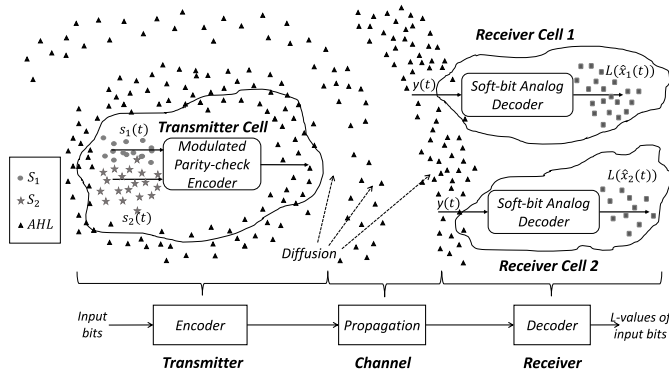 Receiver Cell 1
L(x̂₁(t))
y(t)
Soft-bit Analog
Decoder
Transmitter Cell
s₁(t)
Modulated
Parity-check
Encoder
s₂(t)
S₁
S₂
AHL
L(x̂₂(t))
y(t)
Soft-bit Analog
Decoder
Diffusion
Receiver Cell 2
Input
bits
Encoder
Propagation
Decoder
L-values of
input bits
Transmitter
Channel
Receiver